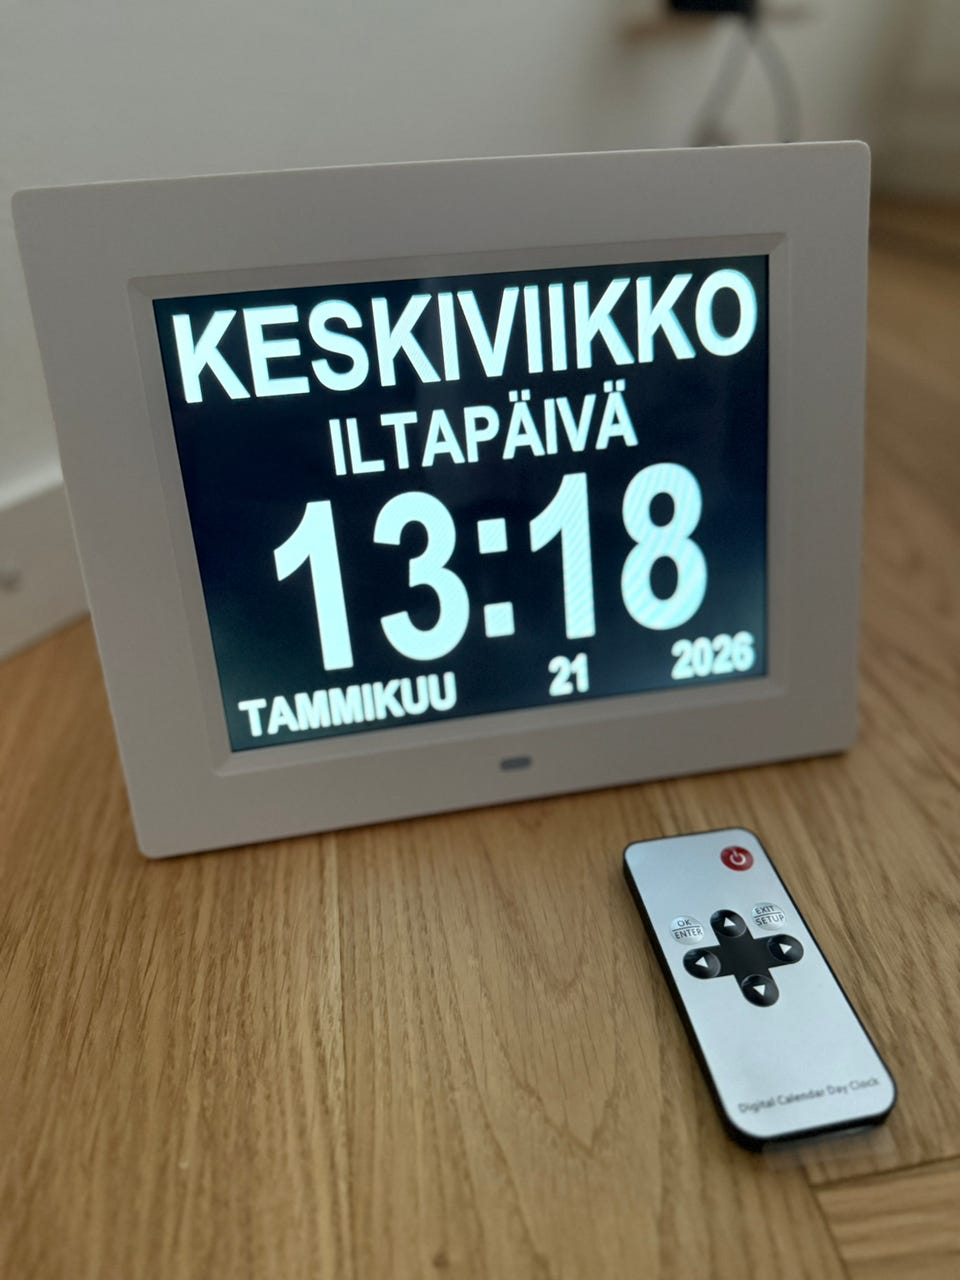 KESKIVIIKKO
ILTAPÄIVÄ
13:18
TAMMIKUU 21 2026
OK
ENTER
EXIT
SETUP
Digital Calendar Day Clock